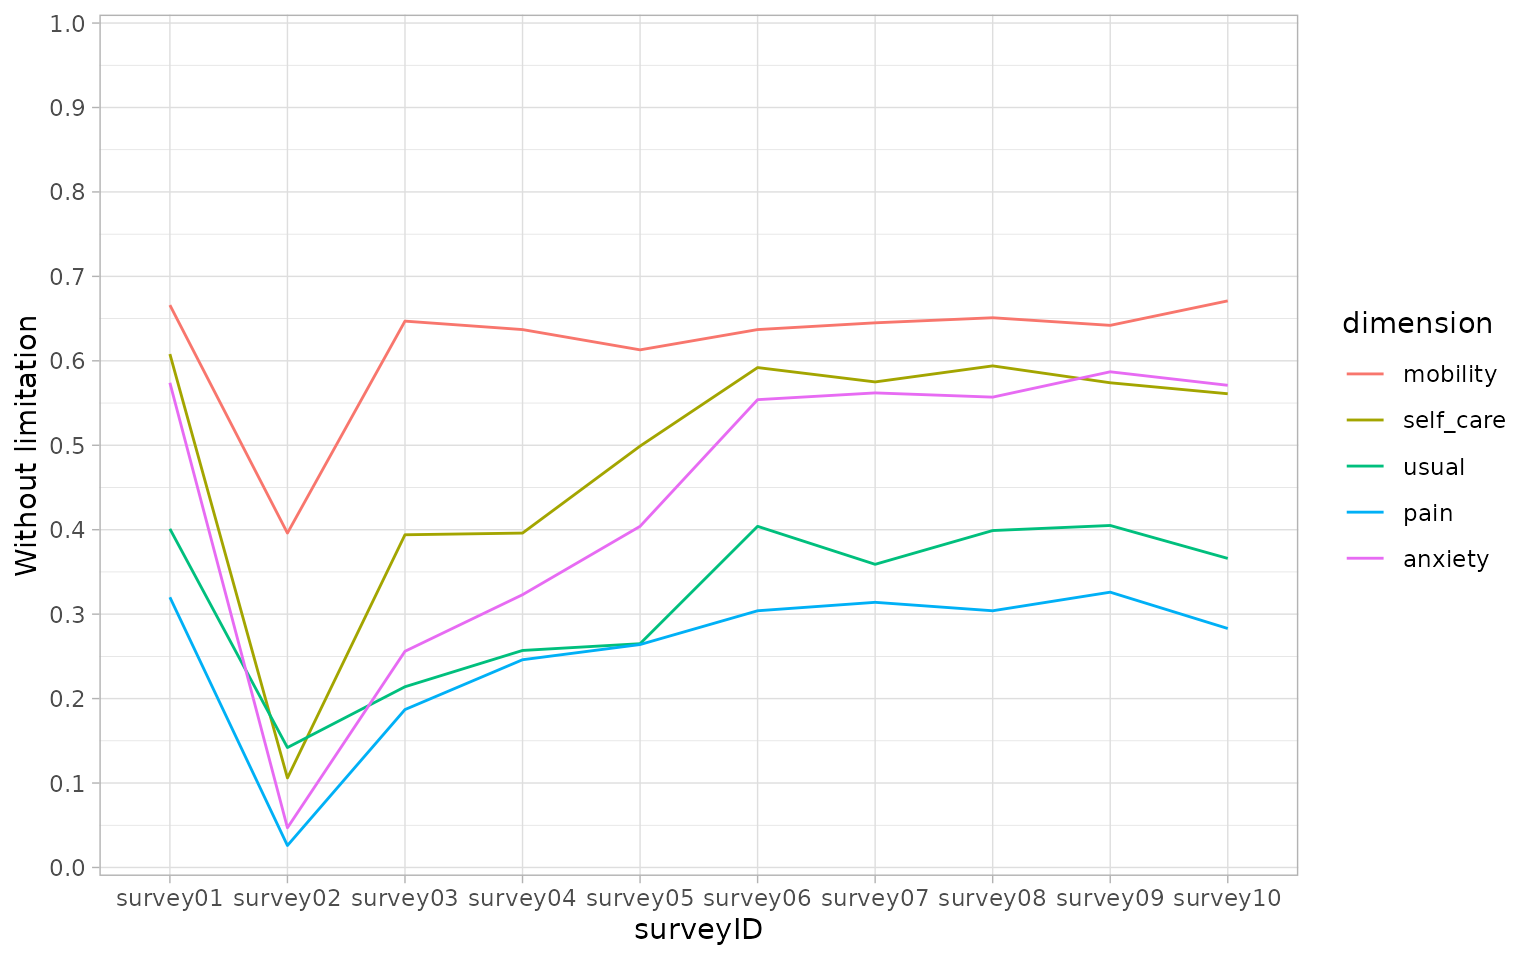 Without limitation
1.0
0.9
0.8
0.7
0.6
0.5
0.4
0.3
0.2
0.1
0.0
survey01 survey02 survey03 survey04 survey05 survey06 survey07 survey08 survey09 survey10
surveyID
dimension
mobility
self_care
usual
pain
anxiety